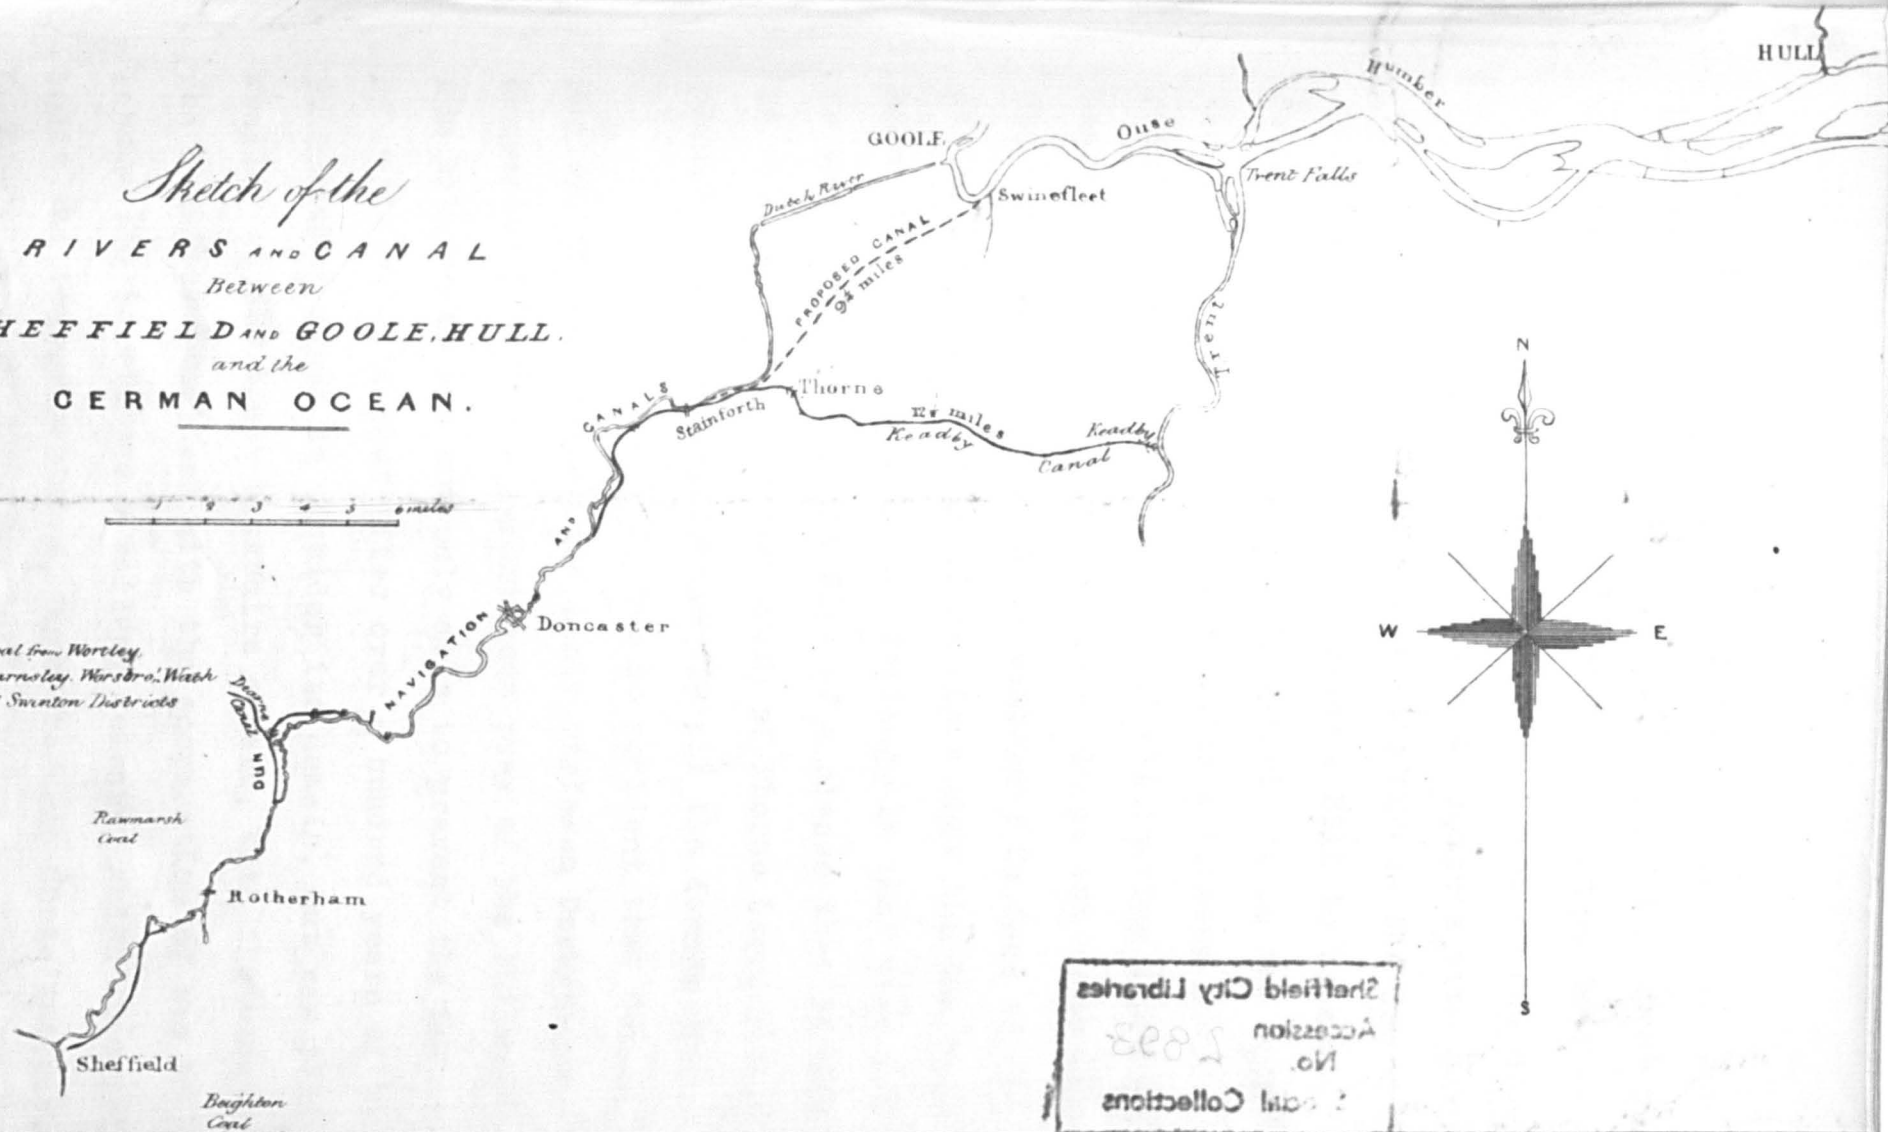 Sketch of the
RIVERS AND CANAL
Between
HEFFIELD AND GOOLE, HULL.
and the
GERMAN OCEAN.
1 2 3 4 5 6 miles
HULL
Humber
GOOLE
Ouse
Trent Falls
Dutch River
Swinefleet
PROPOSED CANAL
miles
Trent
Thorne
CANALS
Stainforth
miles
Keadby
Canal
Keadby
AND
N
W
E
S
NAVIGATION
Doncaster
al from Wortley,
arnsley. Worsbro'. Wath
Swinton Districts
Dearne
Canal
DUN
Rawmarsh
Coal
Rotherham
Sheffield
Beighton
Coal
Sheffield City Libraries
Accession
No.
Collections